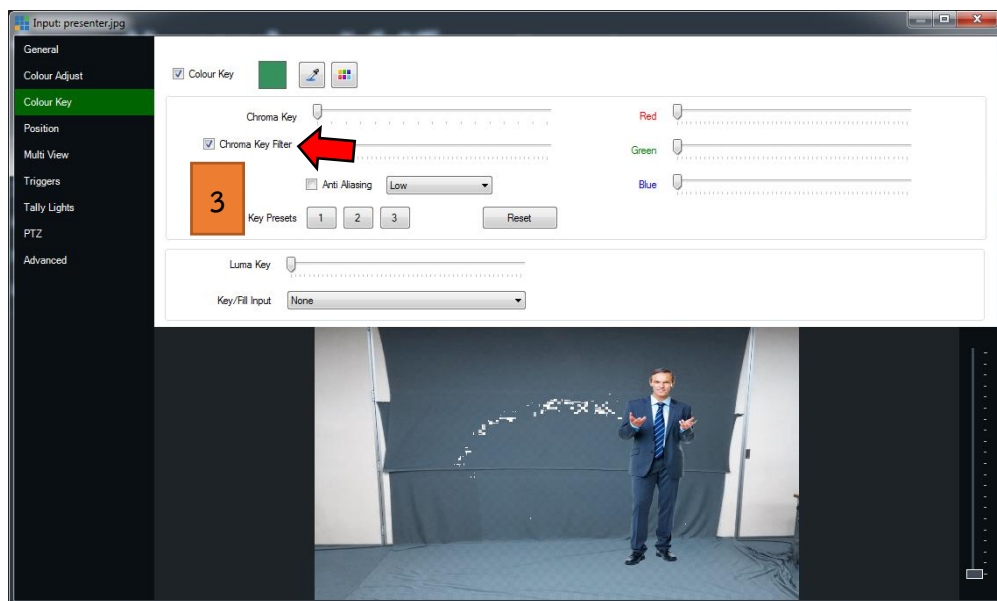 Input: presenter.jpg
General
Colour Adjust
Colour Key
Position
Multi View
Triggers
Tally Lights
PTZ
Advanced
Colour Key
Chroma Key
Chroma Key Filter
Anti Aliasing Low
3
Key Presets 1 2 3 Reset
Red
Green
Blue
Luma Key
Key/Fill Input None